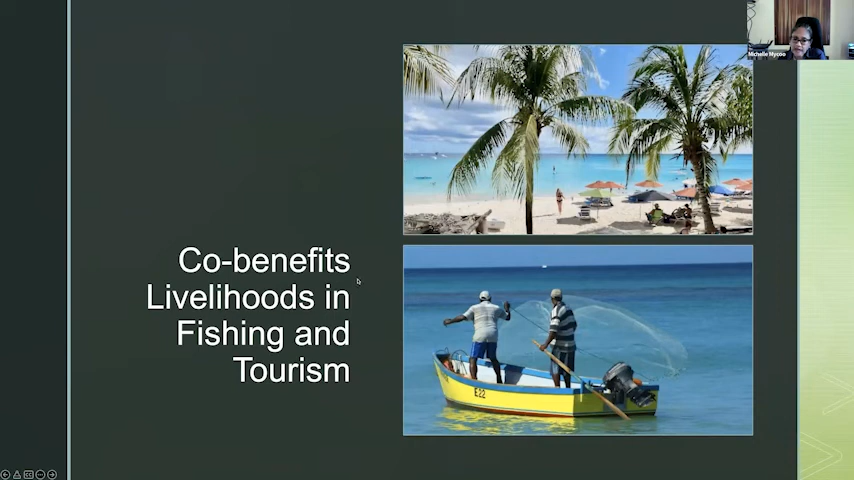 Michelle Mycoo
Co-benefits
Livelihoods in
Fishing and
Tourism
E22